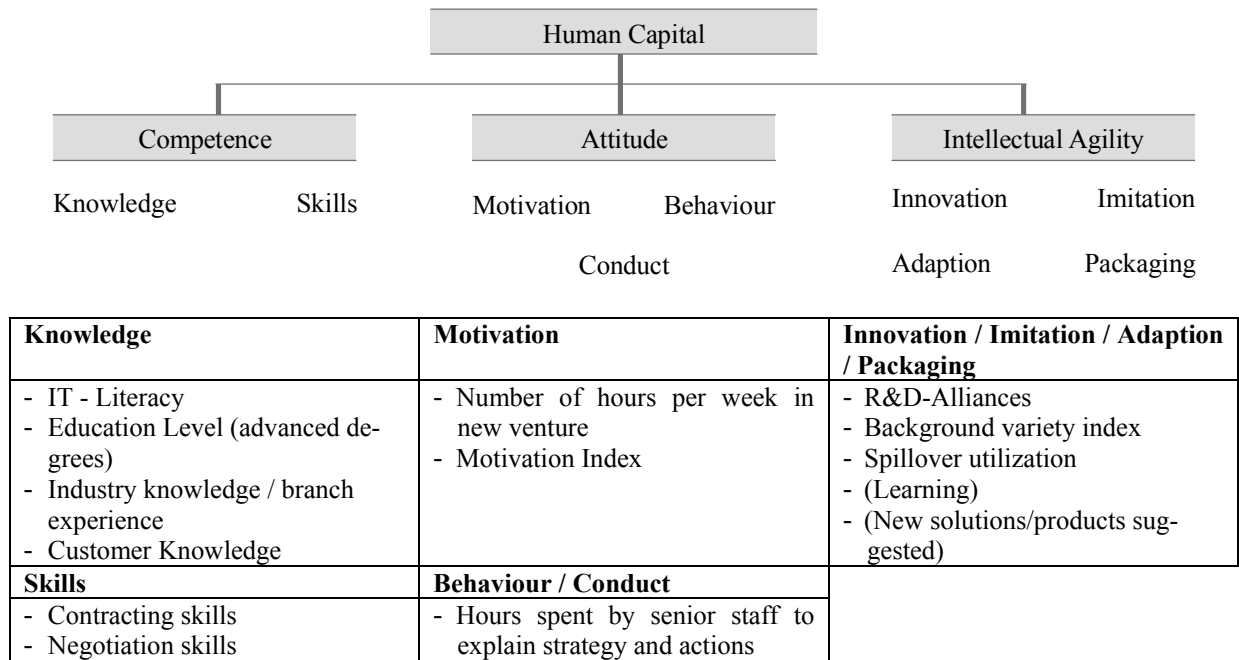 Human Capital
Competence
Attitude
Intellectual Agility
Knowledge
Skills
Motivation
Behaviour
Conduct
Innovation
Imitation
Adaption
Packaging
Knowledge
- IT - Literacy
- Education Level (advanced de-
grees)
- Industry knowledge / branch
experience
- Customer Knowledge
Motivation
- Number of hours per week in
new venture
- Motivation Index
Innovation / Imitation / Adaption
/ Packaging
- R&D-Alliances
- Background variety index
- Spillover utilization
- (Learning)
- (New solutions/products sug-
gested)
Skills
- Contracting skills
- Negotiation skills
Behaviour / Conduct
- Hours spent by senior staff to
explain strategy and actions